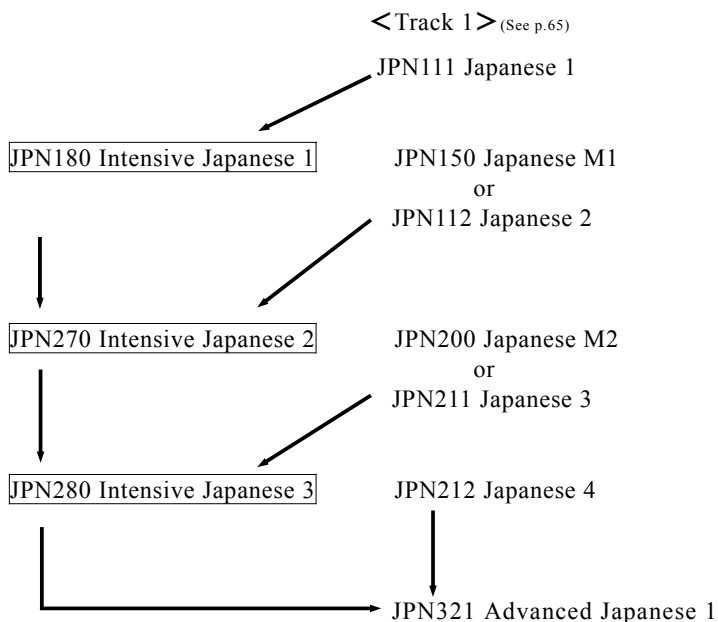 <Track 1> (See p.65)
JPN111 Japanese 1
JPN180 Intensive Japanese 1
JPN150 Japanese M1
or
JPN112 Japanese 2
JPN270 Intensive Japanese 2
JPN200 Japanese M2
or
JPN211 Japanese 3
JPN280 Intensive Japanese 3
JPN212 Japanese 4
JPN321 Advanced Japanese 1